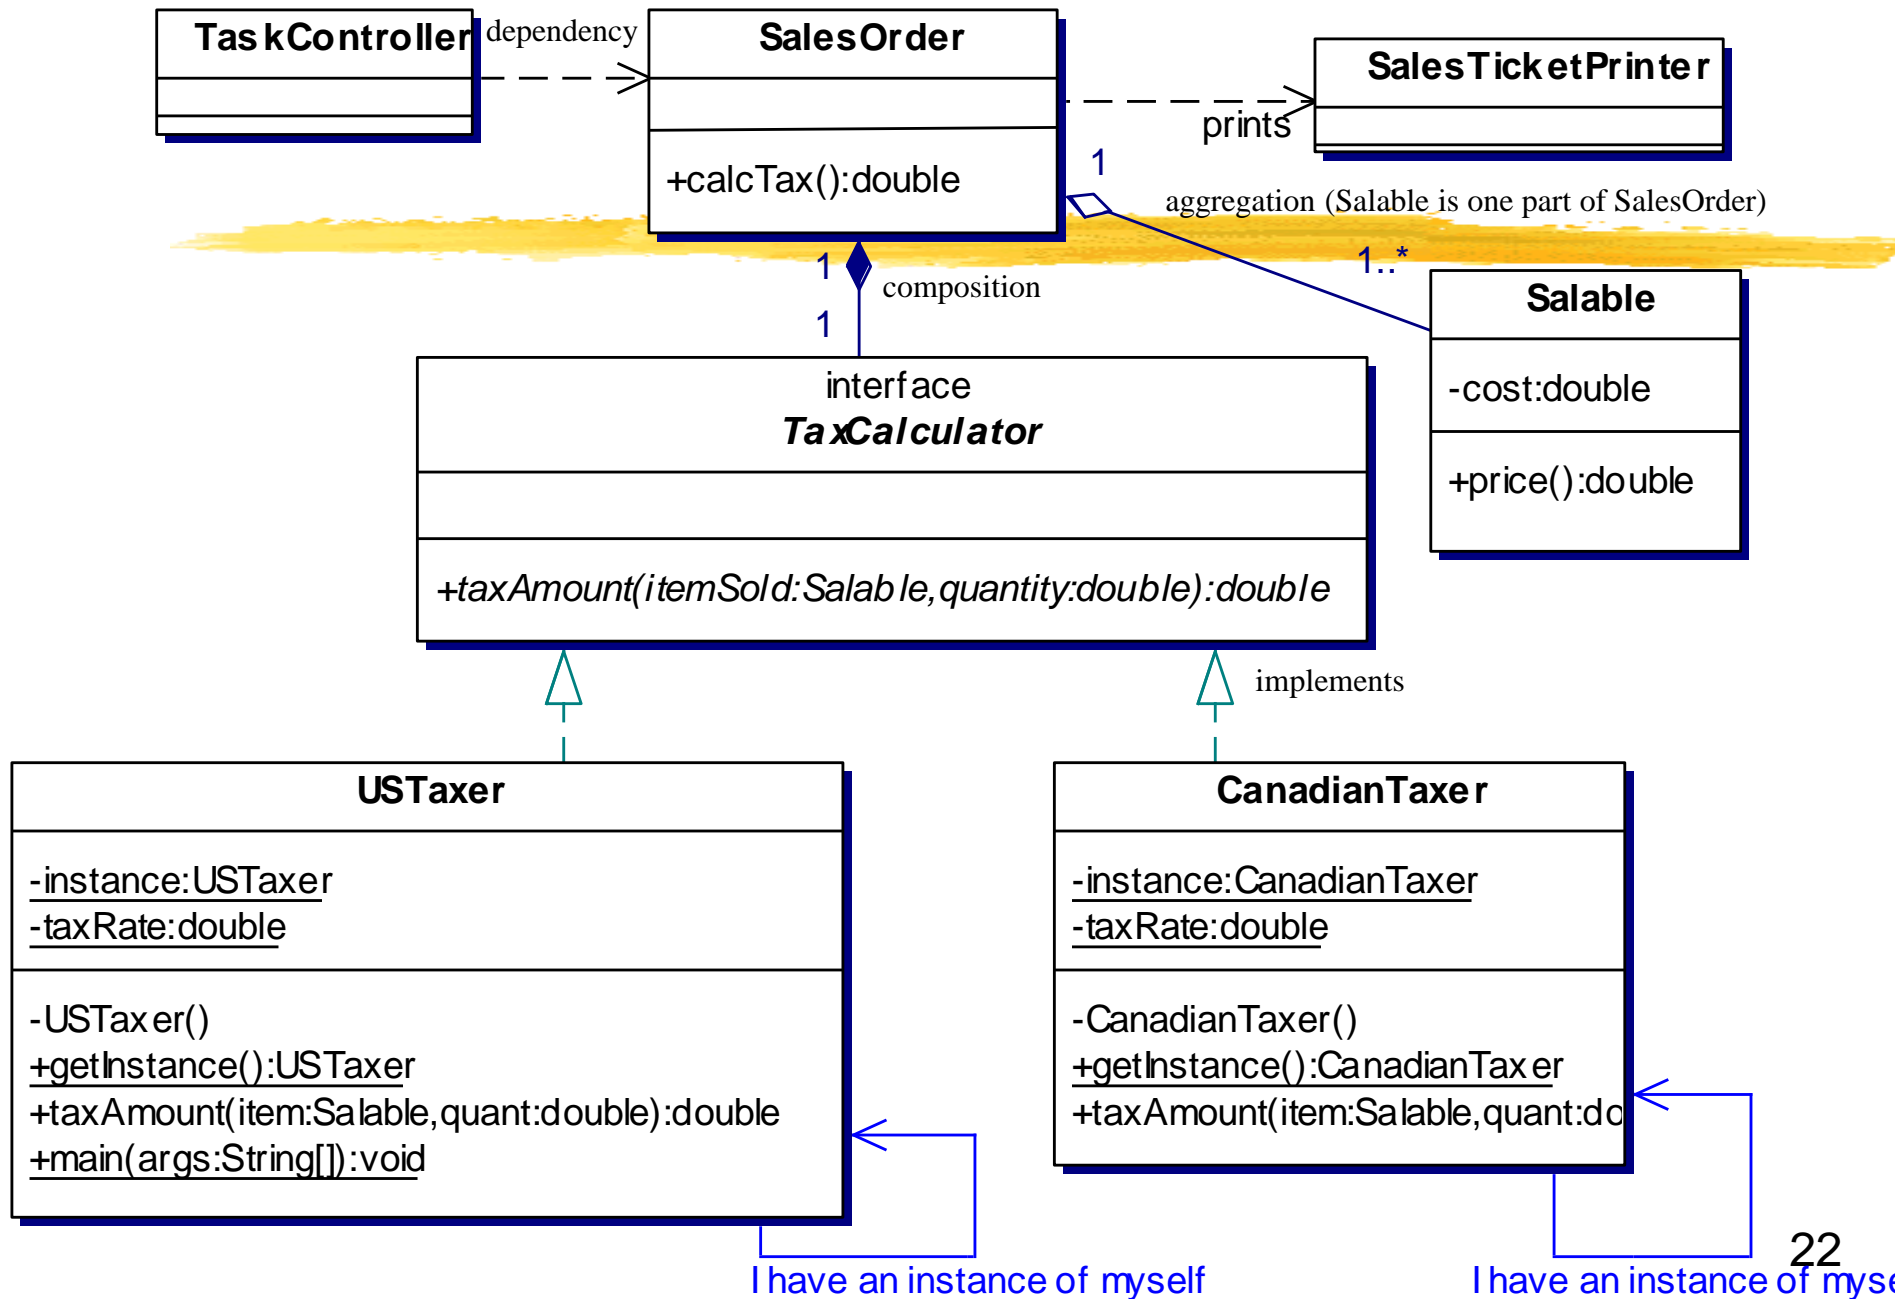 TaskController
dependency
SalesOrder
+calcTax():double
SalesTicketPrinter
prints
1
aggregation (Salable is one part of SalesOrder)
1..*
1
composition
1
Salable
-cost:double
+price():double
interface
TaxCalculator
+taxAmount(itemSold:Salable,quantity:double):double
implements
USTaxer
-instance:USTaxer
-taxRate:double
-USTaxer()
+getInstance():USTaxer
+taxAmount(item:Salable,quant:double):double
+main(args:String[]):void
I have an instance of myself
CanadianTaxer
-instance:CanadianTaxer
-taxRate:double
-CanadianTaxer()
+getInstance():CanadianTaxer
+taxAmount(item:Salable,quant:do
I have an instance of myse
22